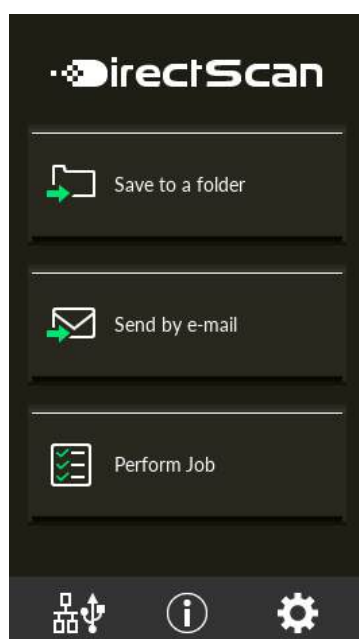 DirectScan
Save to a folder
Send by e-mail
Perform Job